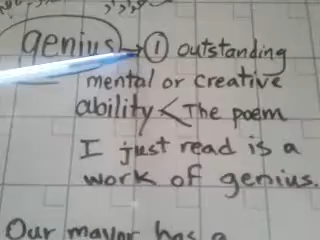 genius → ① outstanding
mental or creative
ability < The poem
I just read is a
work of genius.
Our mayor has a